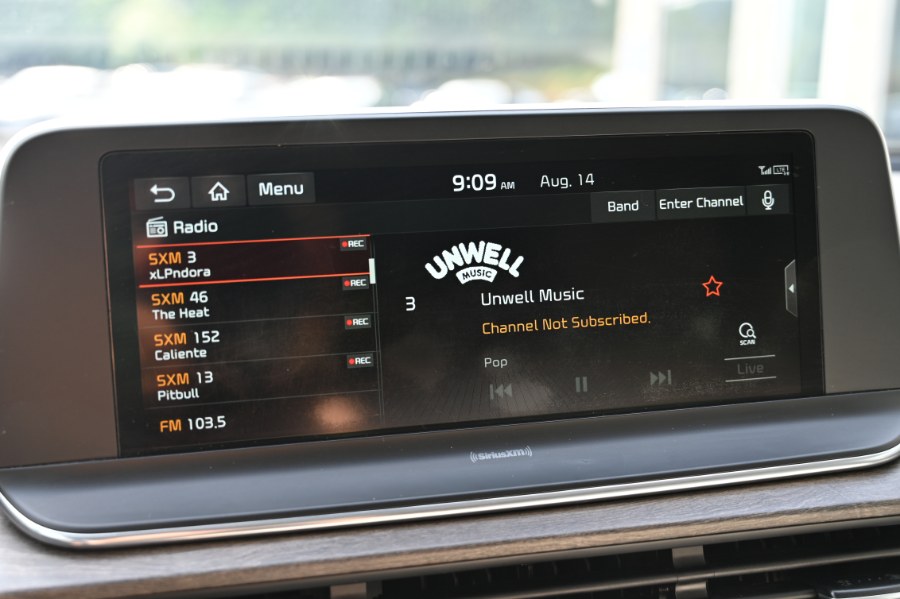 Menu
9:09 AM Aug. 14
LTE
Band Enter Channel
Radio
SXM 3
REC
xLPndora
SXM 46
REC
The Heat
SXM 152
REC
Caliente
SXM 13
REC
Pitbull
FM 103.5
UNWELL
MUSIC
3
Unwell Music
Channel Not Subscribed.
Pop
SCAN
Live
SiriusXM